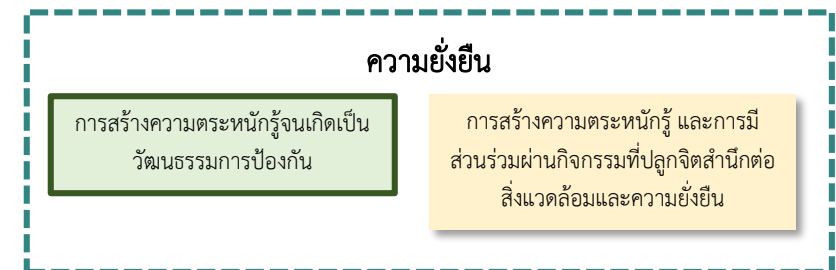 ความยั่งยืน
การสร้างความตระหนักรู้จนเกิดเป็น
วัฒนธรรมการป้องกัน
การสร้างความตระหนักรู้ และการมี
ส่วนร่วมผ่านกิจกรรมที่ปลูกจิตสำนึกต่อ
สิ่งแวดล้อมและความยั่งยืน